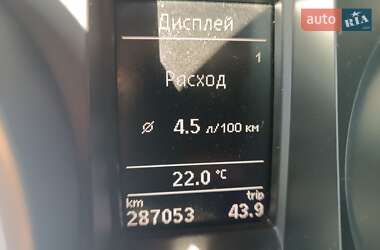 Дисплей
auto RIA
1
Расход
ø 4.5 л/100 км
22.0 °C
km trip
287053 43.9